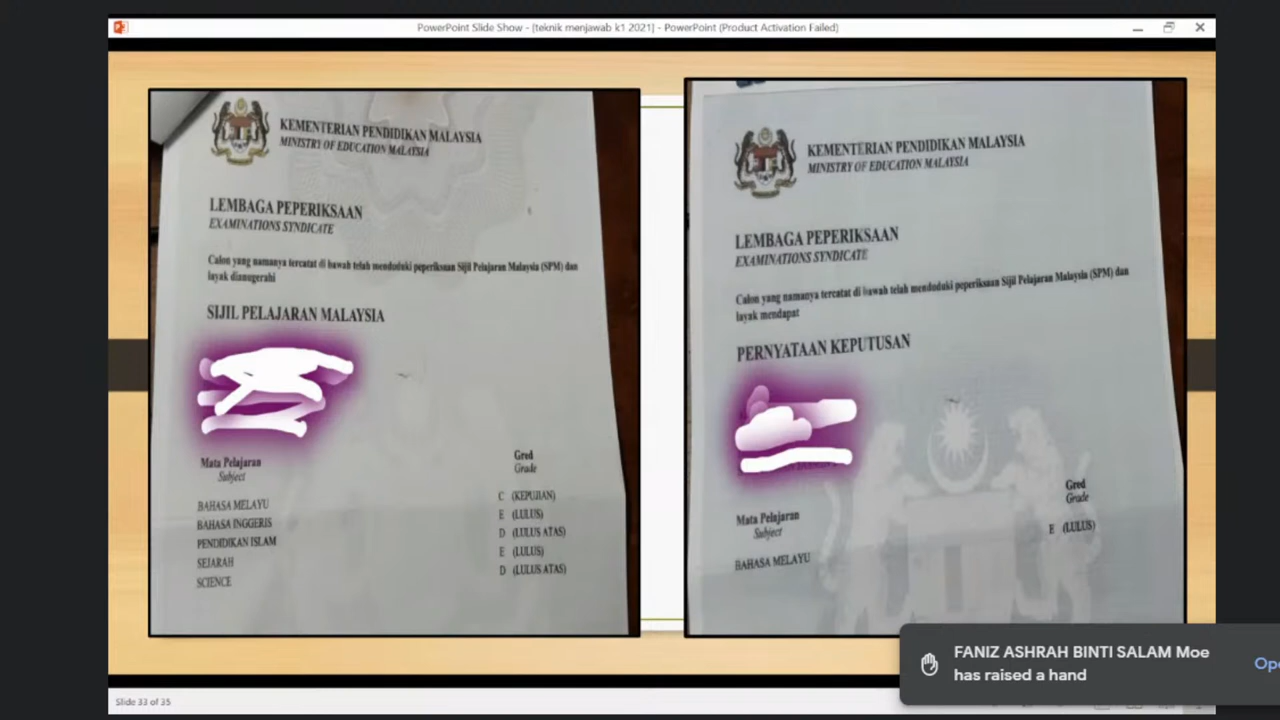 PowerPoint Slide Show - [teknik menjawab k1 2021] - PowerPoint (Product Activation Failed)
KEMENTERIAN PENDIDIKAN MALAYSIA
MINISTRY OF EDUCATION MALAYSIA
LEMBAGA PEPERIKSAAN
EXAMINATIONS SYNDICATE
Calon yang namanya tercatat di bawah telah menduduki peperiksaan Sijil Pelajaran Malaysia (SPM) dan
layak dianugerahi
SIJIL PELAJARAN MALAYSIA
Mata Pelajaran Gred
Subject Grade
BAHASA MELAYU C (KEPUJIAN)
BAHASA INGGERIS E (LULUS)
PENDIDIKAN ISLAM D (LULUS ATAS)
SEJARAH E (LULUS)
SCIENCE D (LULUS ATAS)
KEMENTERIAN PENDIDIKAN MALAYSIA
MINISTRY OF EDUCATION MALAYSIA
LEMBAGA PEPERIKSAAN
EXAMINATIONS SYNDICATE
Calon yang namanya tercatat di bawah telah menduduki peperiksaan Sijil Pelajaran Malaysia (SPM) dan
layak mendapat
PERNYATAAN KEPUTUSAN
Mata Pelajaran Gred
Subject Grade
BAHASA MELAYU E (LULUS)
FANIZ ASHRAH BINTI SALAM Moe
has raised a hand
Slide 33 of 35